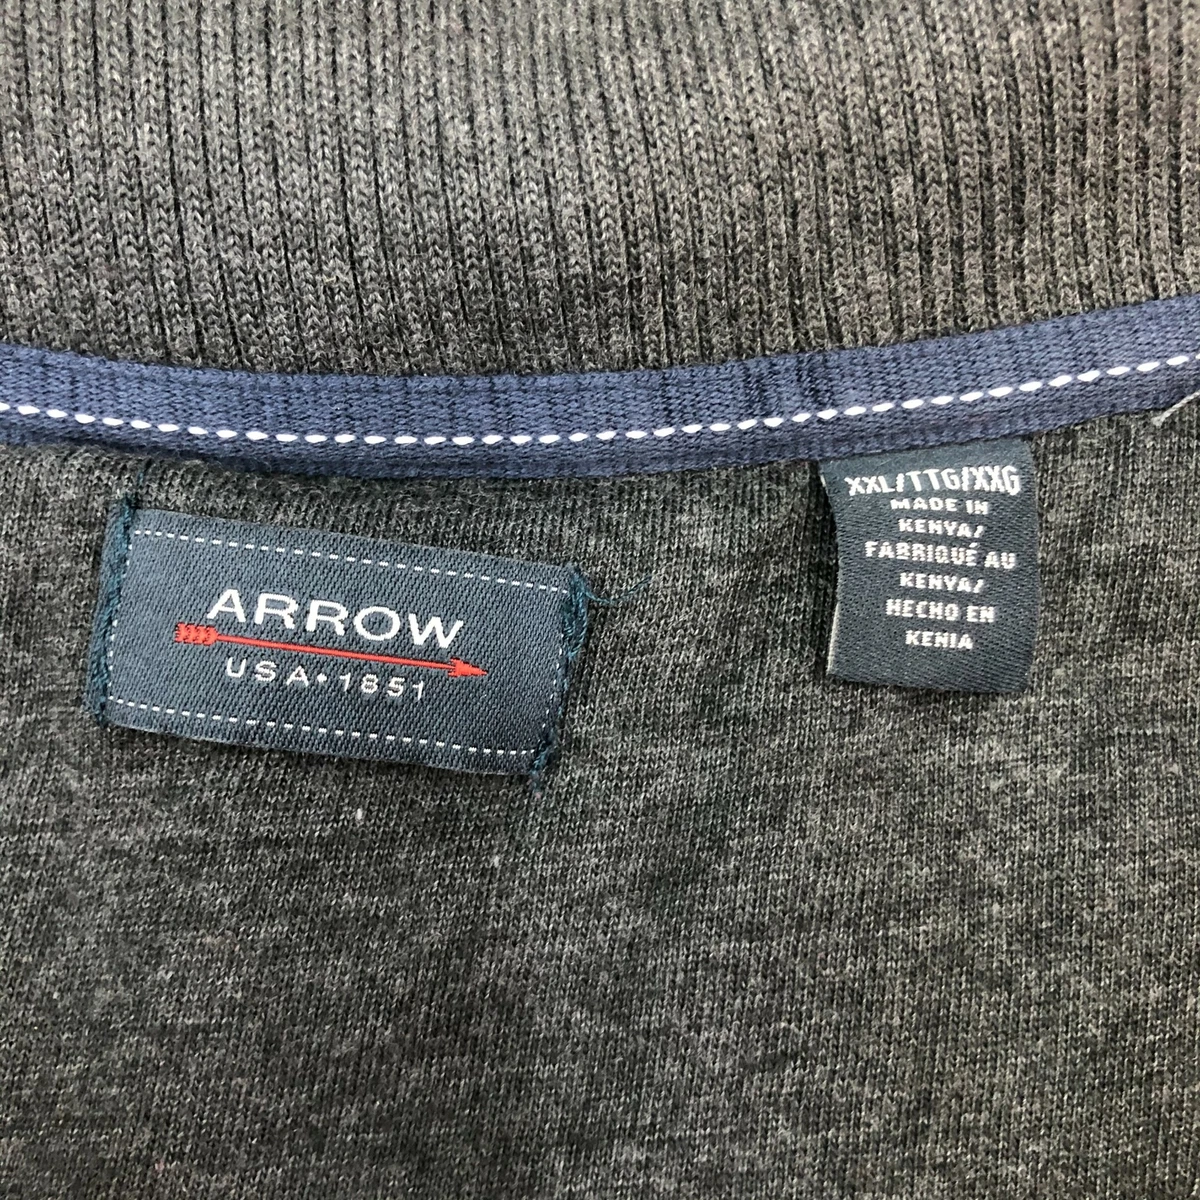 ARROW
USA•1851
XXL/TTG/XXG
MADE IN
KENYA/
FABRIQUÉ AU
KENYA/
HECHO EN
KENIA